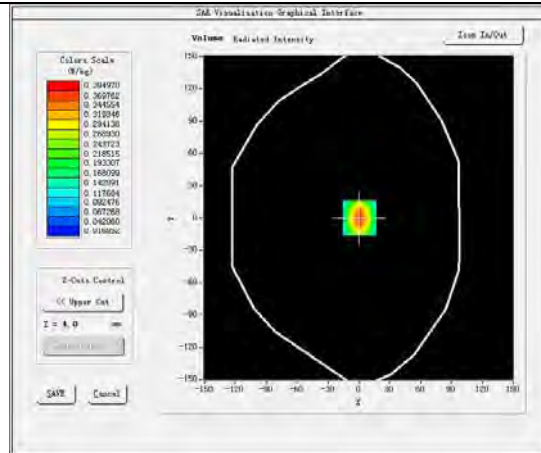 SAR Visualisation Graphical Interface
Volume Radiated Intensity
Zoom In/Out
Colors Scale
(W/kg)
0.394970
0.369762
0.344554
0.319346
0.294138
0.268930
0.243723
0.218515
0.193307
0.168099
0.142891
0.117684
0.092476
0.067268
0.042060
150
120
90
60
30
0
-30
-60
-90
-120
-150
Y
-150 -120 -90 -60 -30 0 30 60 90 120 150
X
Z-Cuts Control
<< Upper Cut
Z = 4.0 mm
SAVE
Cancel